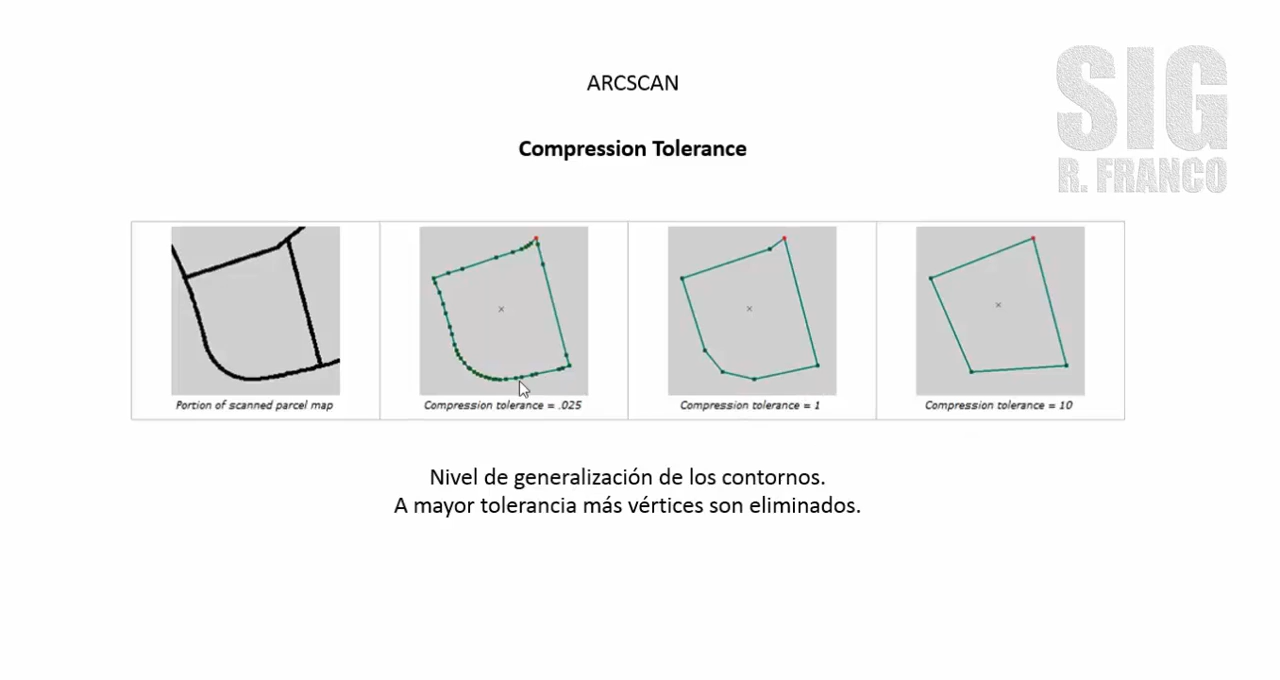 SIG
R. FRANCO
ARCSCAN
Compression Tolerance
Portion of scanned parcel map
Compression tolerance = .025
Compression tolerance = 1
Compression tolerance = 10
Nivel de generalización de los contornos.
A mayor tolerancia más vértices son eliminados.